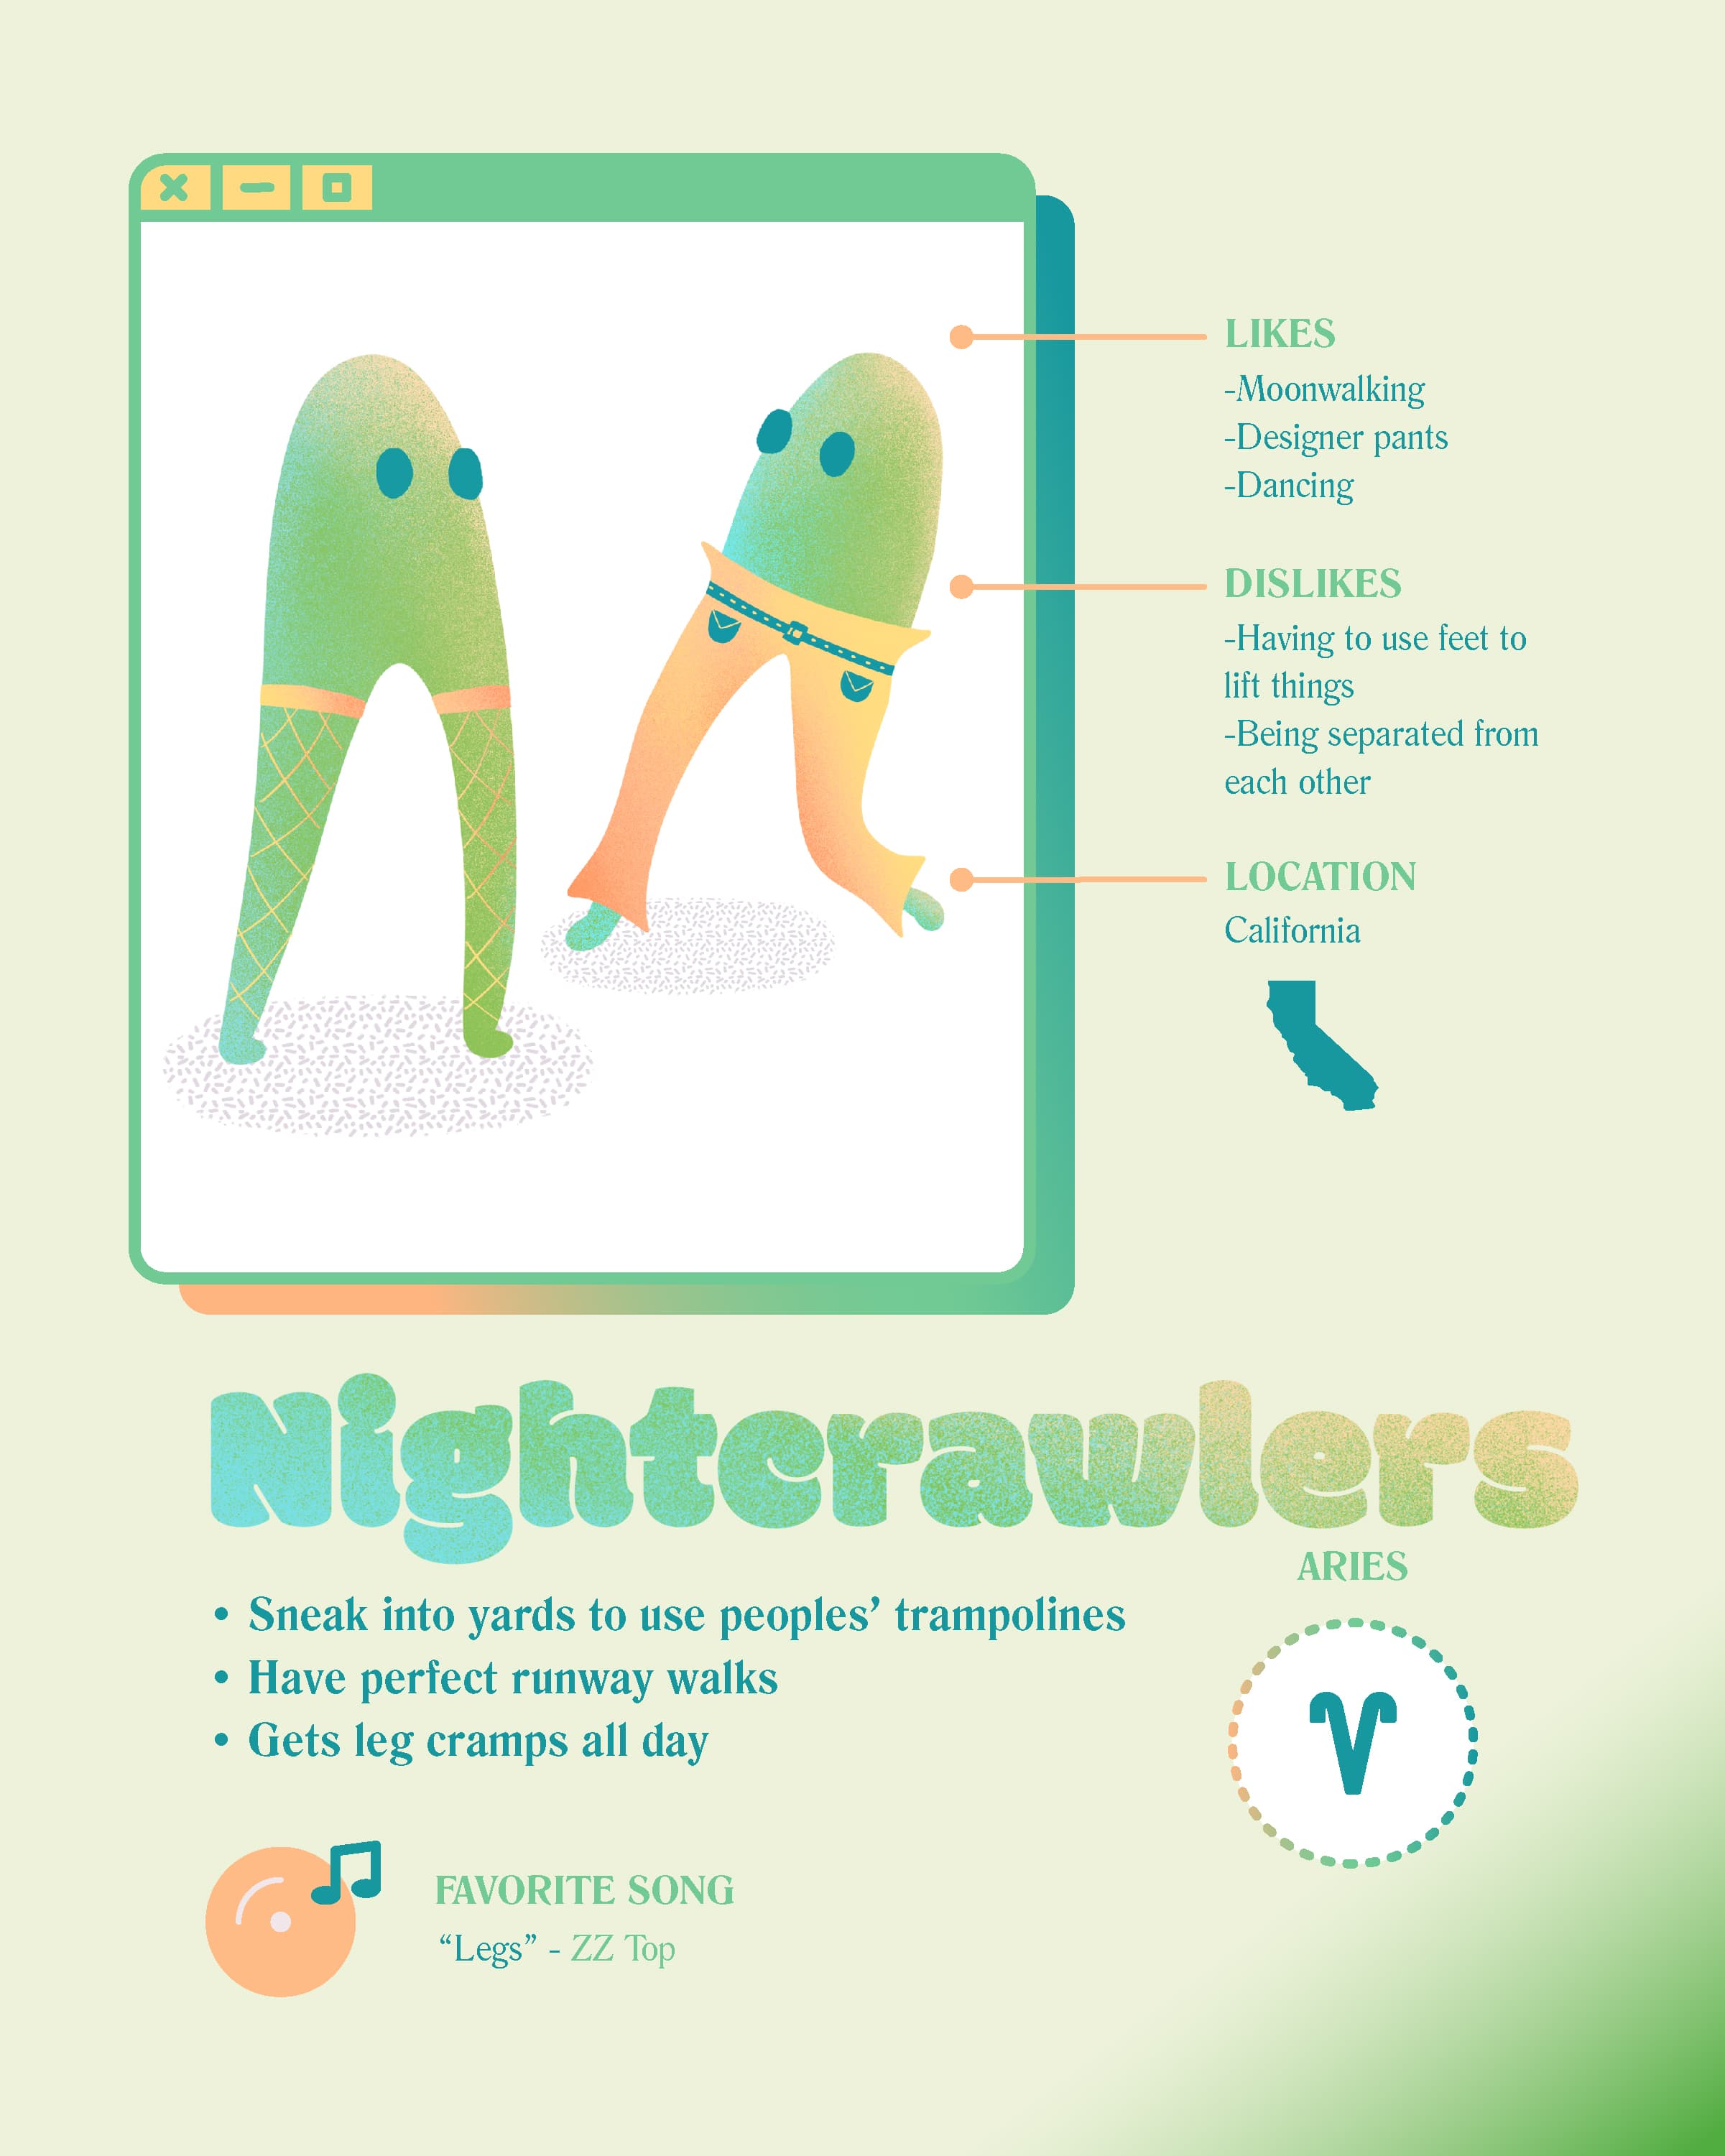 LIKES
-Moonwalking
-Designer pants
-Dancing
DISLIKES
-Having to use feet to
lift things
-Being separated from
each other
LOCATION
California
Nightcrawlers
• Sneak into yards to use peoples’ trampolines
• Have perfect runway walks
• Gets leg cramps all day
ARIES
FAVORITE SONG
“Legs” - ZZ Top